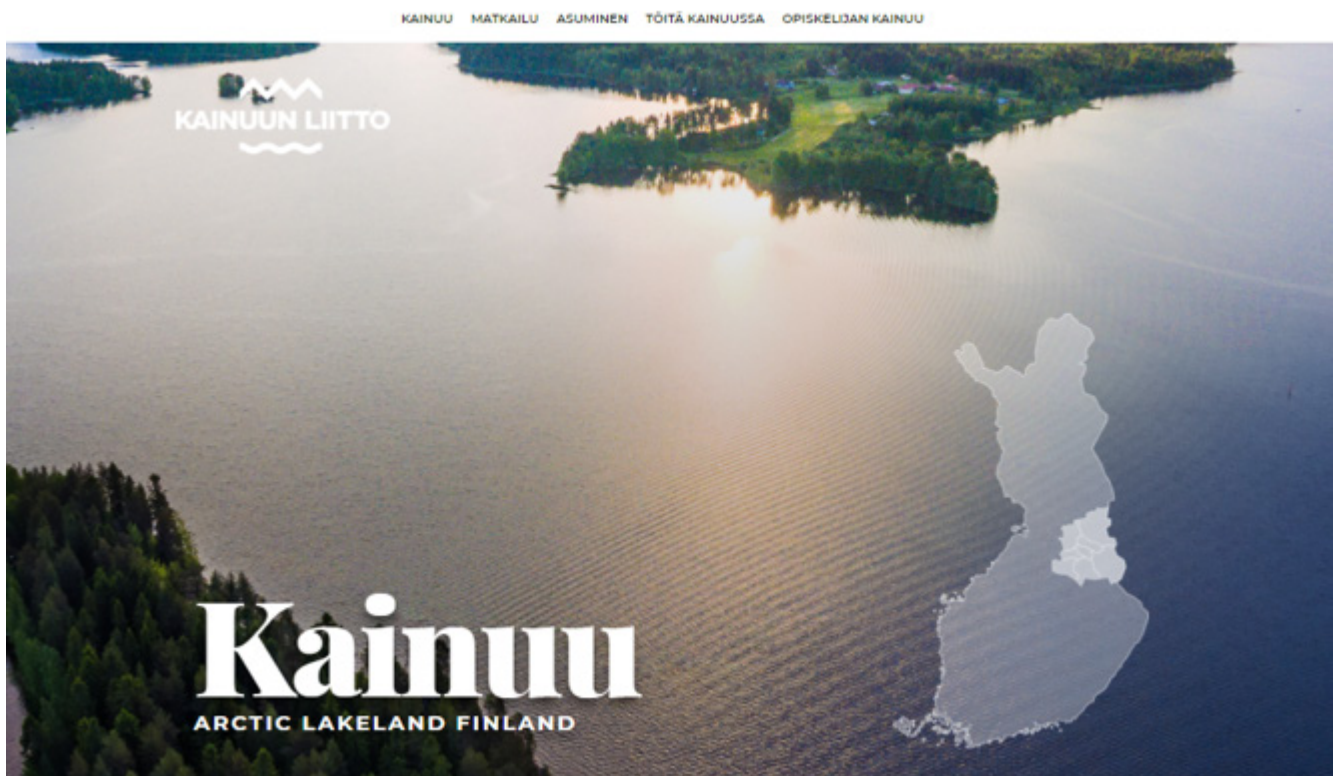 KAINUU MATKAILU ASUMINEN TÖITÄ KAINUUSSA OPISKELIJAN KAINUU
KAINUUN LIITTO
Kainuu
ARCTIC LAKELAND FINLAND